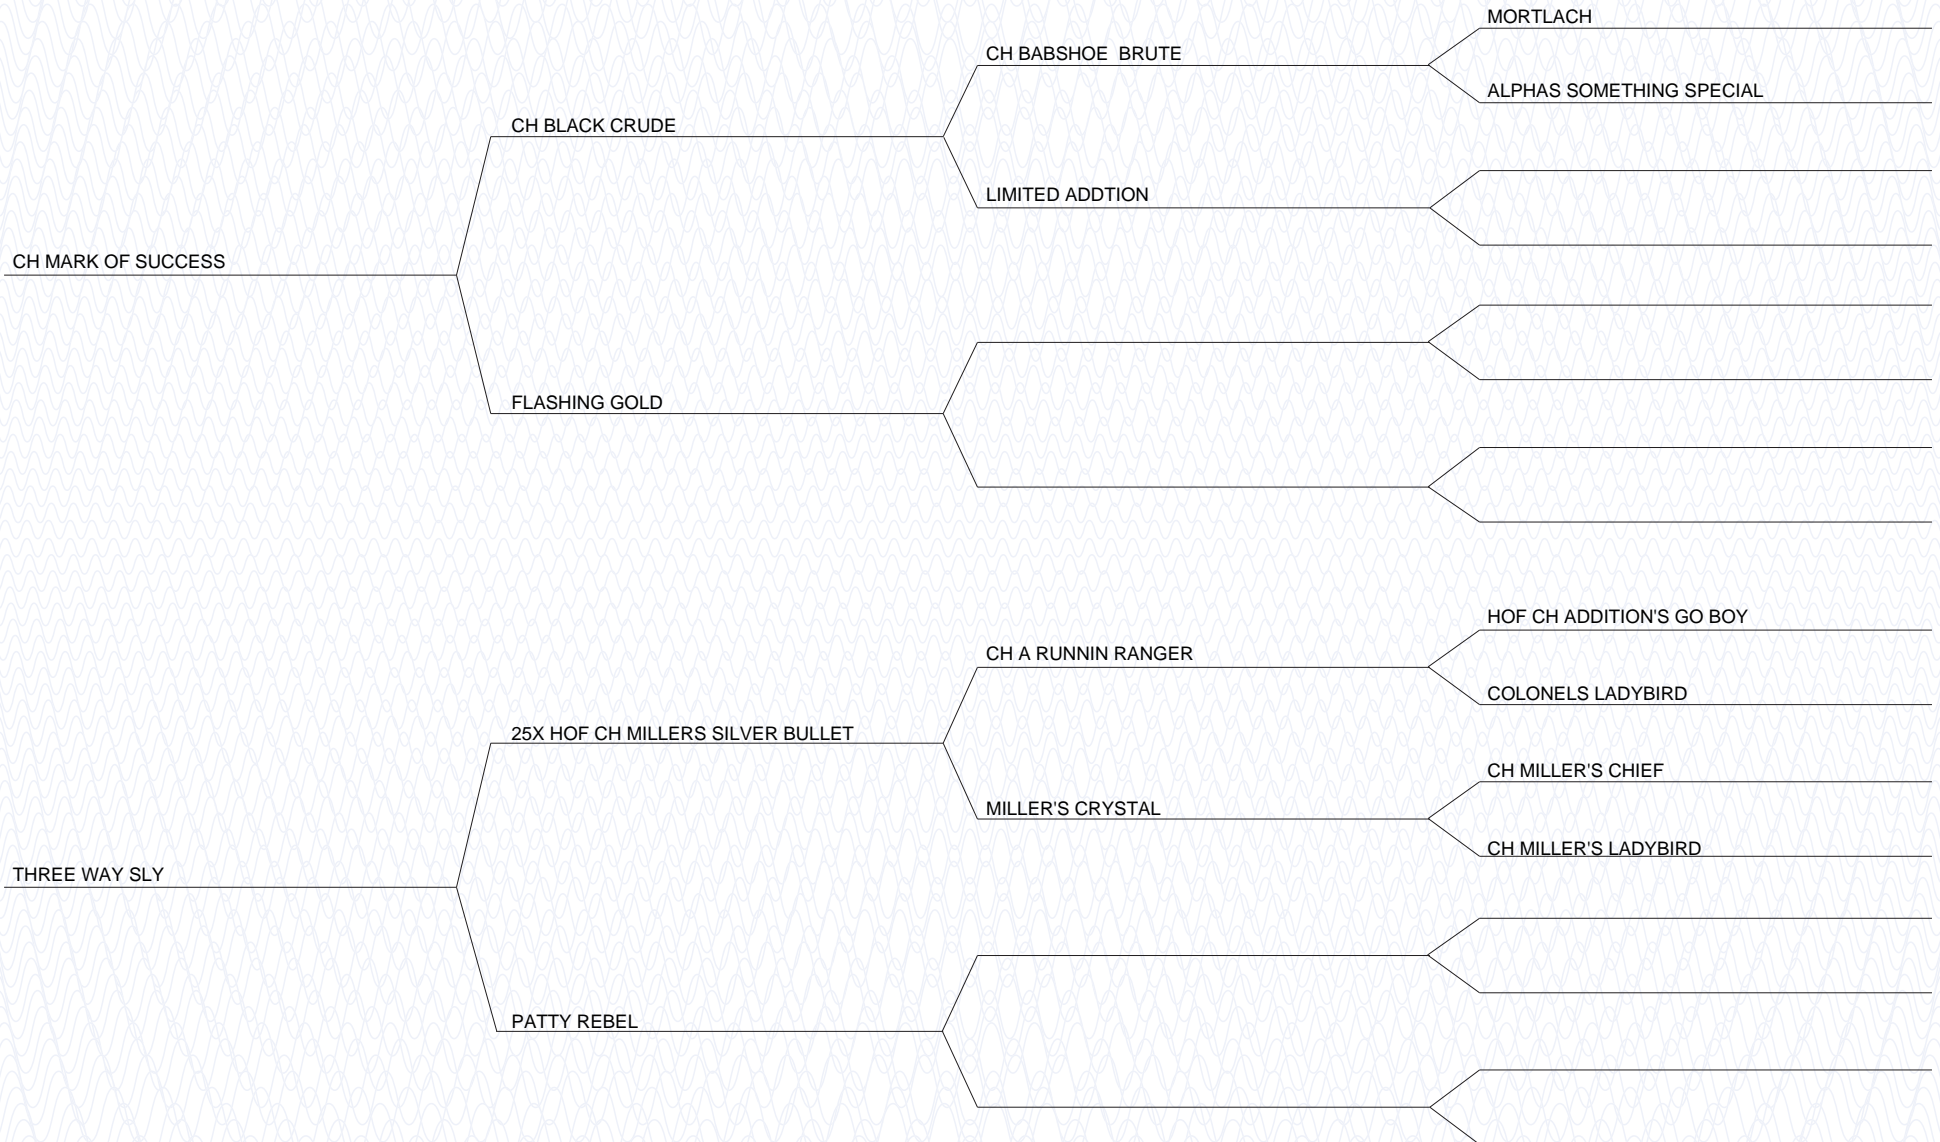 MORTLACH
CH BABSHOE  BRUTE
ALPHAS SOMETHING SPECIAL
CH BLACK CRUDE
LIMITED ADDTION
CH MARK OF SUCCESS
FLASHING GOLD
HOF CH ADDITION'S GO BOY
CH A RUNNIN RANGER
COLONELS LADYBIRD
25X HOF CH MILLERS SILVER BULLET
CH MILLER'S CHIEF
MILLER'S CRYSTAL
CH MILLER'S LADYBIRD
THREE WAY SLY
PATTY REBEL